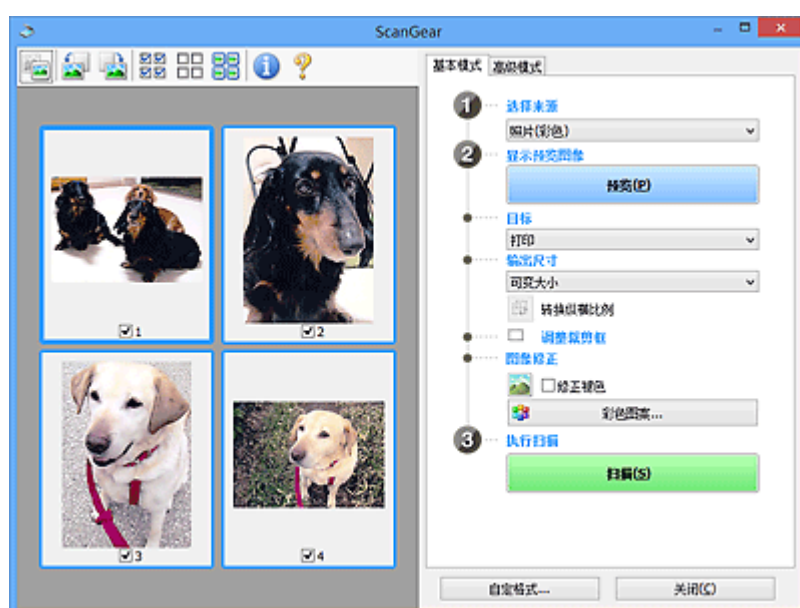 ScanGear
基本模式 高级模式
1 选择来源
照片(彩色)
2 显示预览图像
预览(P)
目标
打印
输出尺寸
可变大小
转换纵横比例
调整裁剪框
图像修正
修正褪色
彩色图案...
3 执行扫描
扫描(S)
1
2
3
4
自定格式... 关闭(C)